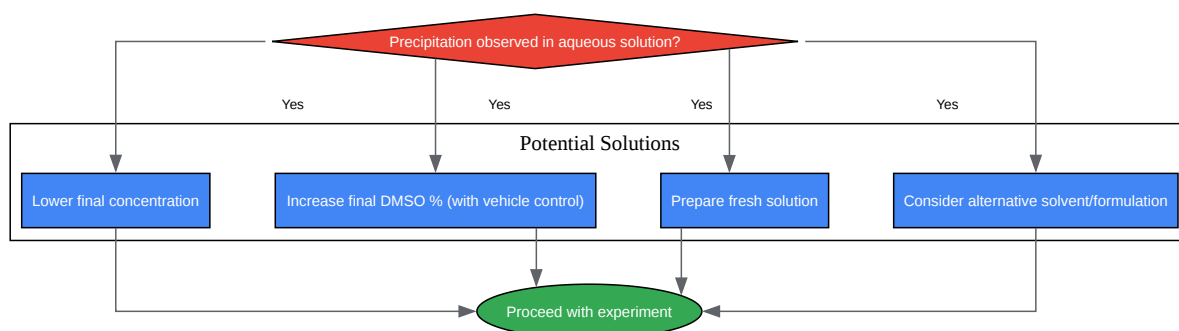 Precipitation observed in aqueous solution?
Yes
Yes
Yes
Yes
Potential Solutions
Lower final concentration
Increase final DMSO % (with vehicle control)
Prepare fresh solution
Consider alternative solvent/formulation
Proceed with experiment